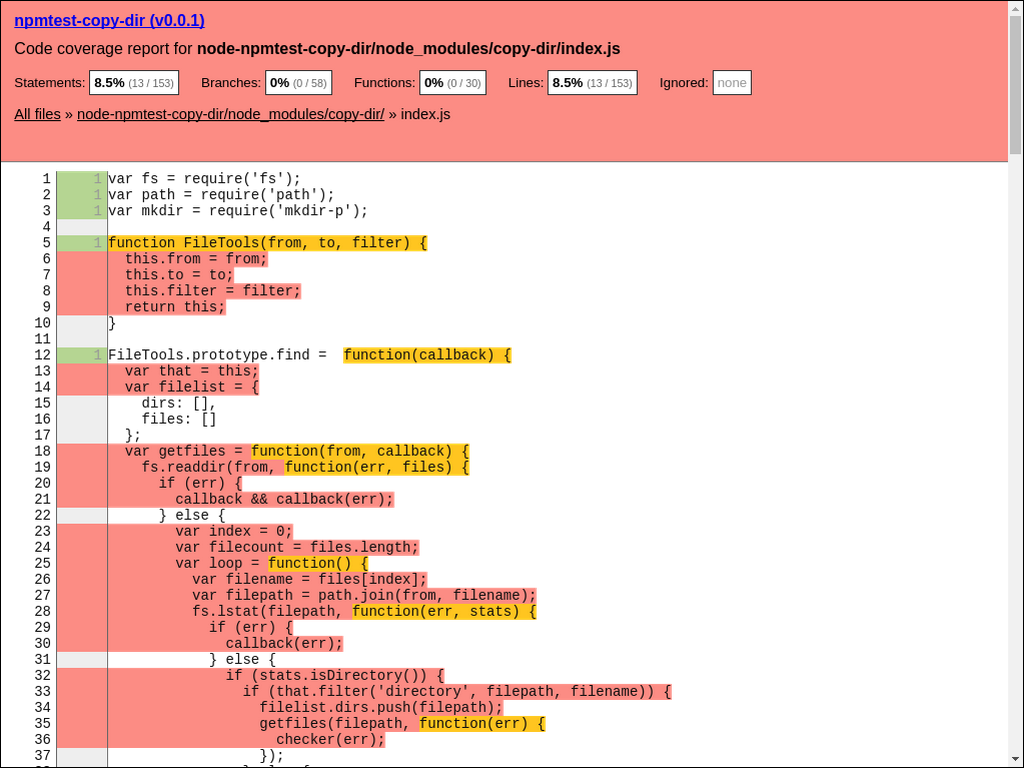 npmtest-copy-dir (v0.0.1)
Code coverage report for node-npmtest-copy-dir/node_modules/copy-dir/index.js
Statements: 8.5% (13 / 153) Branches: 0% (0 / 58) Functions: 0% (0 / 30) Lines: 8.5% (13 / 153) Ignored: none
All files » node-npmtest-copy-dir/node_modules/copy-dir/ » index.js
1 1 var fs = require('fs');
2 1 var path = require('path');
3 1 var mkdir = require('mkdir-p');
4
5 1 function FileTools(from, to, filter) {
6 this.from = from;
7 this.to = to;
8 this.filter = filter;
9 return this;
10 }
11
12 1 FileTools.prototype.find =  function(callback) {
13 var that = this;
14 var filelist = {
15 dirs: [],
16 files: []
17 };
18 var getfiles = function(from, callback) {
19 fs.readdir(from, function(err, files) {
20 if (err) {
21 callback && callback(err);
22 } else {
23 var index = 0;
24 var filecount = files.length;
25 var loop = function() {
26 var filename = files[index];
27 var filepath = path.join(from, filename);
28 fs.lstat(filepath, function(err, stats) {
29 if (err) {
30 callback(err);
31 } else {
32 if (stats.isDirectory()) {
33 if (that.filter('directory', filepath, filename)) {
34 filelist.dirs.push(filepath);
35 getfiles(filepath, function(err) {
36 checker(err);
37 });